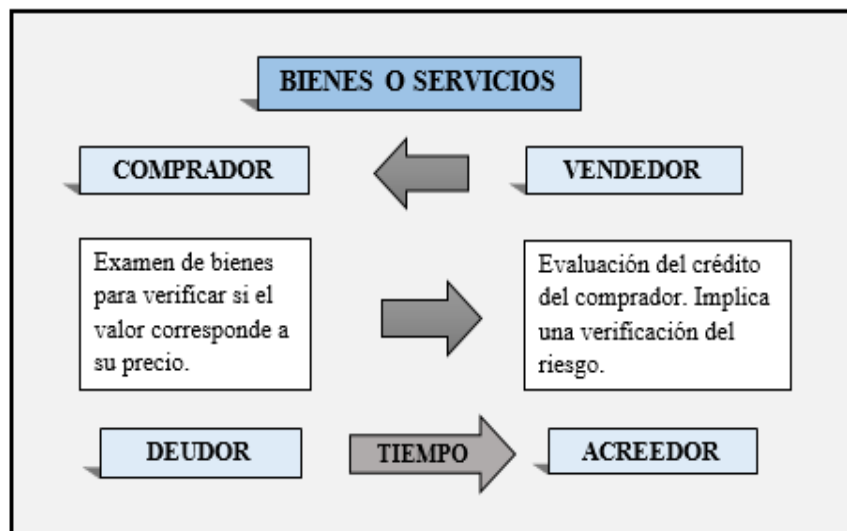 BIENES O SERVICIOS
COMPRADOR
VENDEDOR
Examen de bienes
para verificar si el
valor corresponde a
su precio.
Evaluación del crédito
del comprador. Implica
una verificación del
riesgo.
DEUDOR
TIEMPO
ACREEDOR